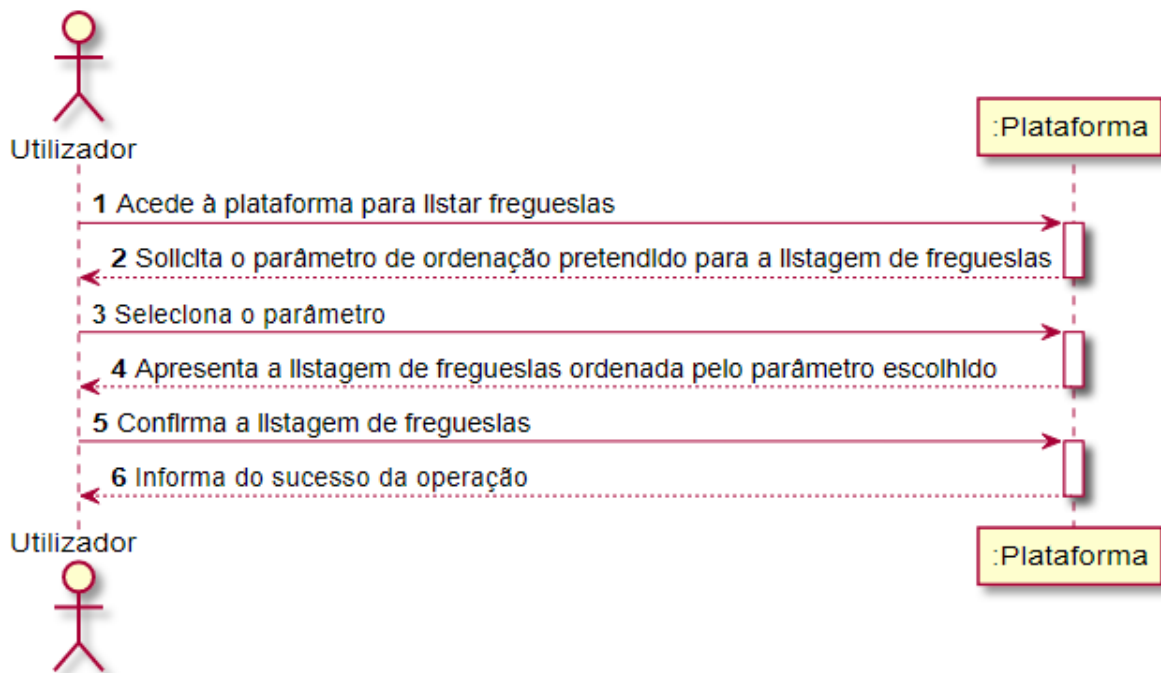 Utilizador
:Plataforma
1 Acede à plataforma para listar freguesias
2 Solicita o parâmetro de ordenação pretendido para a listagem de freguesias
3 Seleciona o parâmetro
4 Apresenta a listagem de freguesias ordenada pelo parâmetro escolhido
5 Confirma a listagem de freguesias
6 Informa do sucesso da operação
Utilizador
:Plataforma